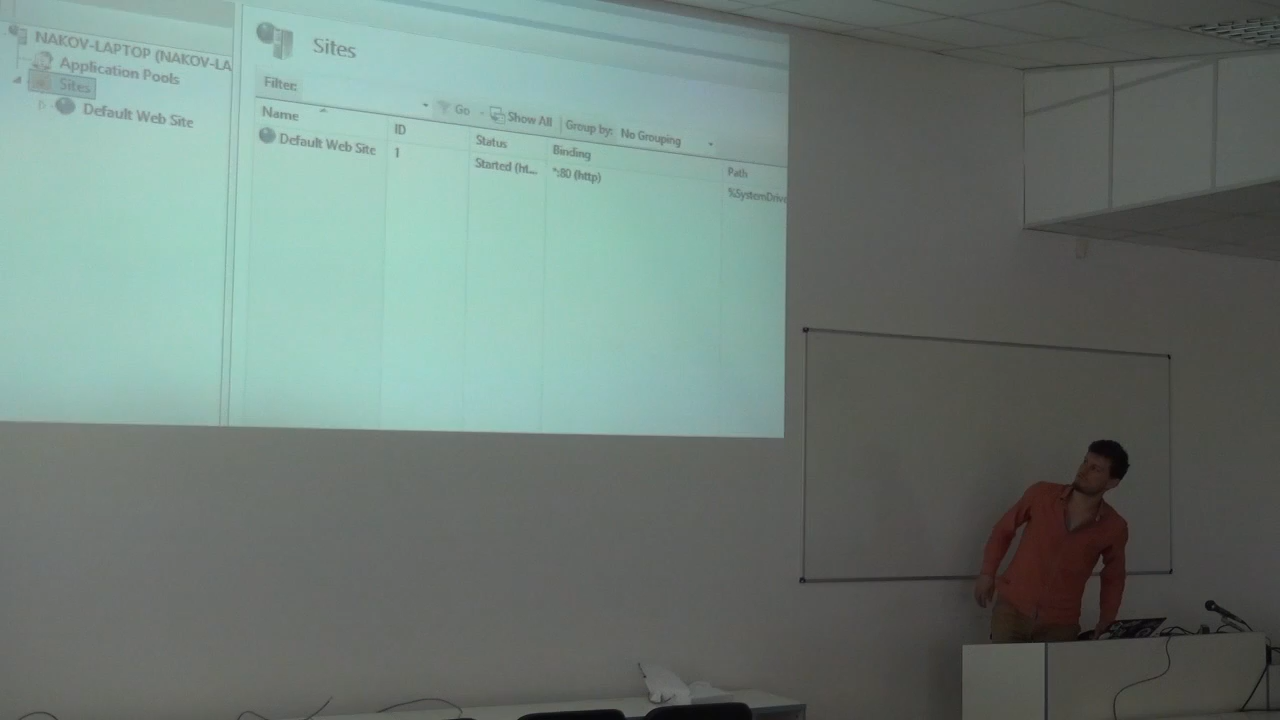 NAKOV-LAPTOP (NAKOV-LA
Application Pools
Sites
Default Web Site
Sites
Filter:
Go
Show All
Group by:
No Grouping
Name
ID
Status
Binding
Path
Default Web Site
1
Started (ht...
*:80 (http)
%SystemDrive